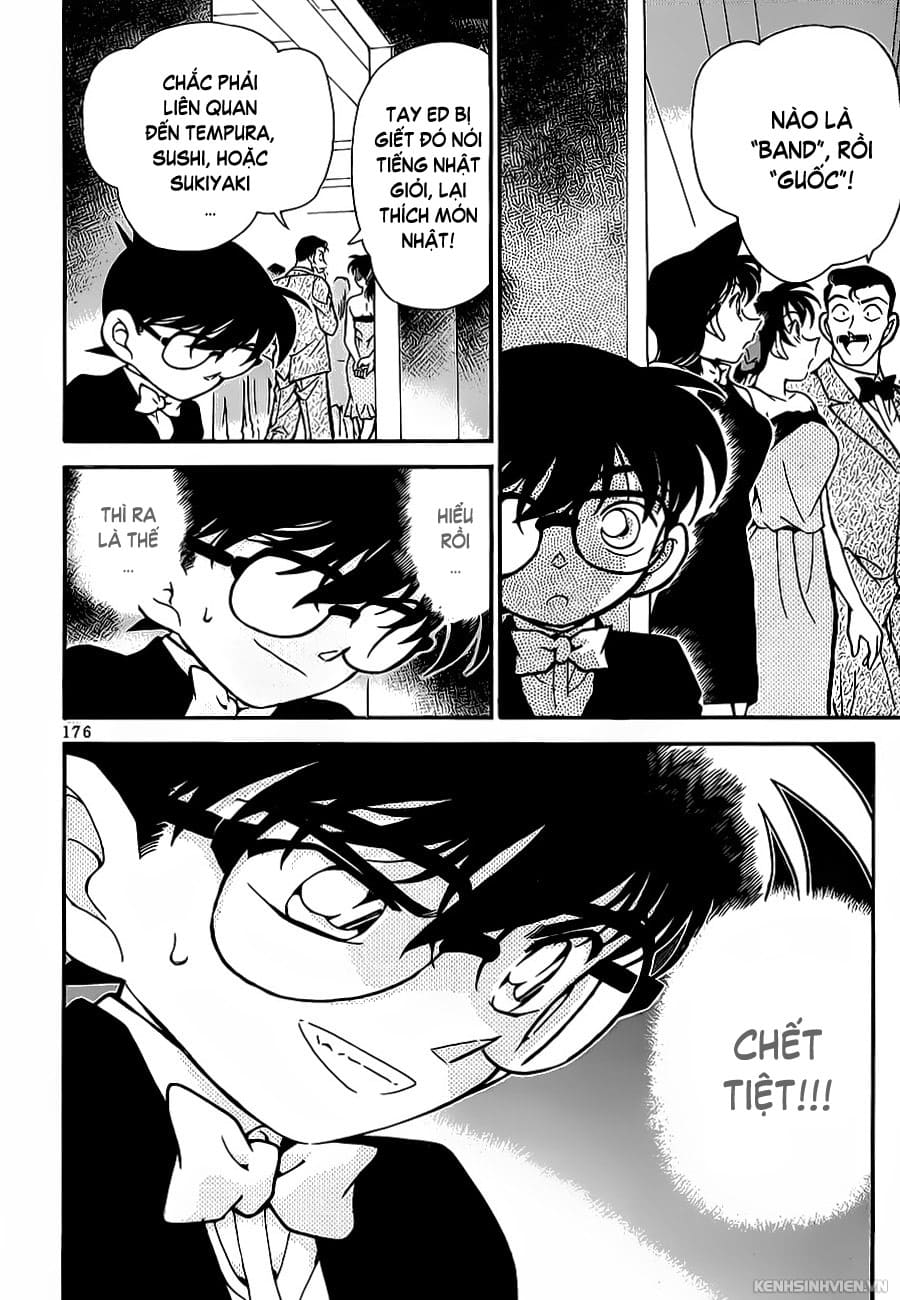 NÀO LÀ
"BAND", RỒI
"GUỐC"!
TAY ED BỊ
GIẾT ĐÓ NÓI
TIẾNG NHẬT
GIỎI, LẠI
THÍCH MÓN
NHẬT!
CHẮC PHẢI
LIÊN QUAN
ĐẾN TEMPURA,
SUSHI, HOẶC
SUKIYAKI
...
HIỂU
RỒI
...
THÌ RA
LÀ THẾ
...
176
CHẾT
TIỆT!!!
KENHSINHVIEN.VN